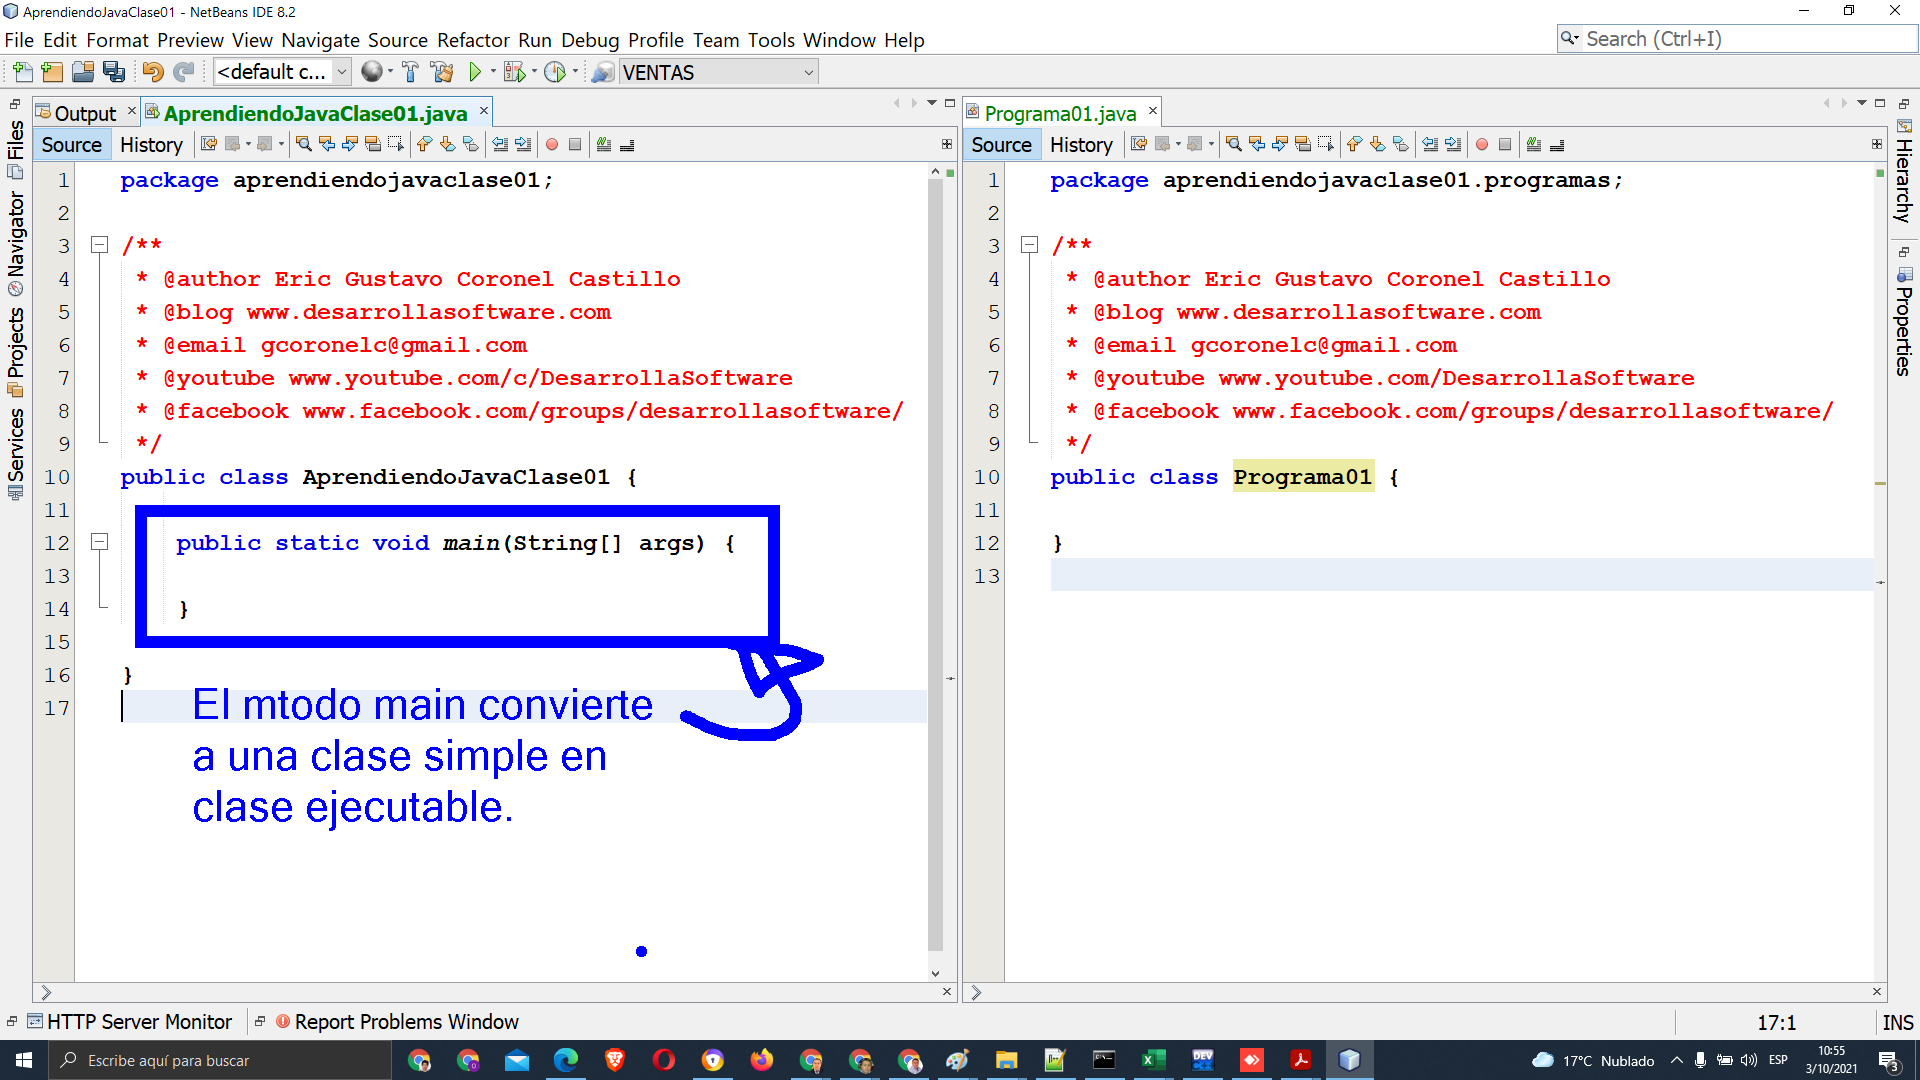 AprendiendoJavaClase01 - NetBeans IDE 8.2
File Edit Format Preview View Navigate Source Refactor Run Debug Profile Team Tools Window Help
Search (Ctrl+I)
<default c...
VENTAS
Output
AprendiendoJavaClase01.java
Source History
1 package aprendiendojavaclase01;
2
3 /**
4 * @author Eric Gustavo Coronel Castillo
5 * @blog www.desarrollasoftware.com
6 * @email gcoronelc@gmail.com
7 * @youtube www.youtube.com/c/DesarrollaSoftware
8 * @facebook www.facebook.com/groups/desarrollasoftware/
9 */
10 public class AprendiendoJavaClase01 {
11
12 public static void main(String[] args) {
13
14 }
15
16 }
17
El mtodo main convierte
a una clase simple en
clase ejecutable.
Programa01.java
Source History
1 package aprendiendojavaclase01.programas;
2
3 /**
4 * @author Eric Gustavo Coronel Castillo
5 * @blog www.desarrollasoftware.com
6 * @email gcoronelc@gmail.com
7 * @youtube www.youtube.com/DesarrollaSoftware
8 * @facebook www.facebook.com/groups/desarrollasoftware/
9 */
10 public class Programa01 {
11
12 }
13
Files
Navigator
Projects
Services
Hierarchy
Properties
HTTP Server Monitor
Report Problems Window
17:1
INS
Escribe aquí para buscar
DEV
17°C Nublado
ESP
10:55
3/10/2021
3